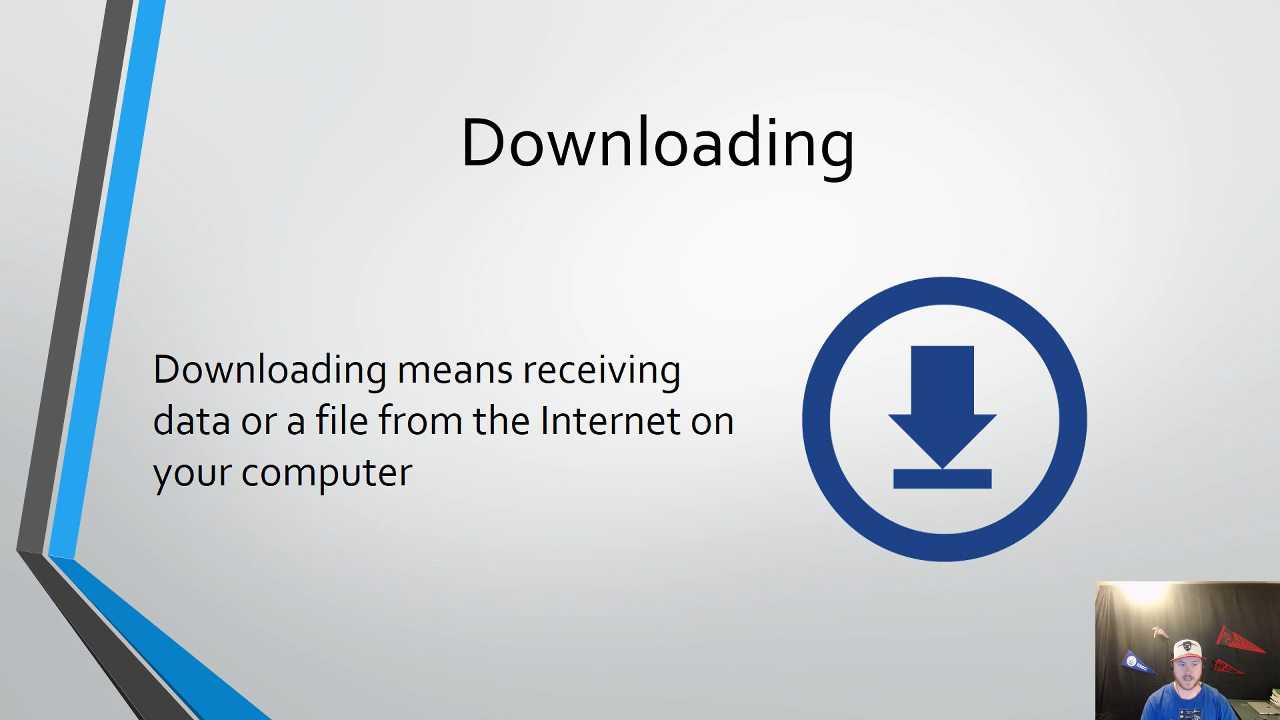 Downloading
Downloading means receiving
data or a file from the Internet on
your computer